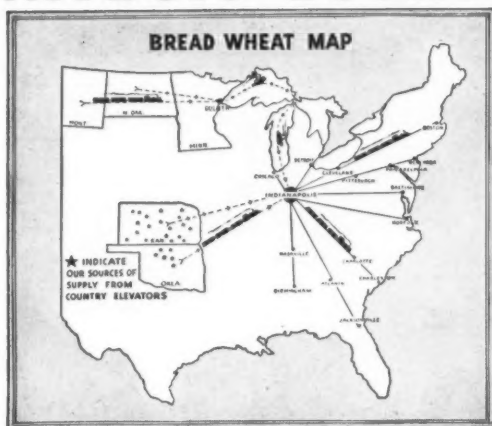 BREAD WHEAT MAP
MONT
N. DAK.
DULUTH
MINN
BOSTON
DETROIT
CLEVELAND
NEW YORK
PITTSBURGH
PHILADELPHIA
CHICAGO
INDIANAPOLIS
BALTIMORE
NORFOLK
KAN
NASHVILLE
CHARLOTTE
★ INDICATE
OUR SOURCES OF
SUPPLY FROM
COUNTRY ELEVATORS
OKLA.
BIRMINGHAM
ATLANTA
CHARLESTON
JACKSONVILLE